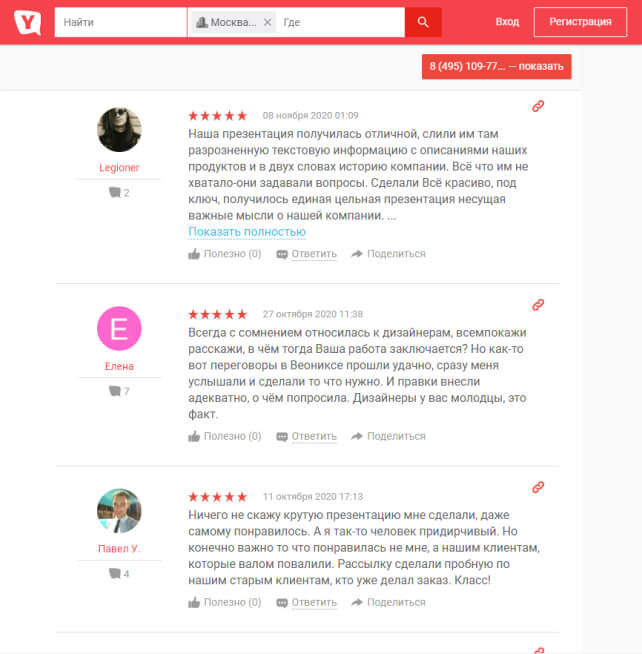 Y
Найти
Москва...
Где
Вход
Регистрация
8 (495) 109-77... — показать
08 ноября 2020 01:09
Наша презентация получилась отличной, слили им там
разрозненную текстовую информацию с описаниями наших
продуктов и в двух словах историю компании. Всё что им не
хватало-они задавали вопросы. Сделали Всё красиво, под
ключ, получилось единая цельная презентация несущая
важные мысли о нашей компании. ...
Показать полностью
Legioner
2
Полезно (0)
Ответить
Поделиться
27 октября 2020 11:38
Всегда с сомнением относилась к дизайнерам, всемпокажи
расскажи, в чём тогда Ваша работа заключается? Но как-то
вот переговоры в Веониксе прошли удачно, сразу меня
услышали и сделали то что нужно. И правки внесли
адекватно, о чём попросила. Дизайнеры у вас молодцы, это
факт.
E
Елена
7
Полезно (0)
Ответить
Поделиться
11 октября 2020 17:13
Ничего не скажу крутую презентацию мне сделали, даже
самому понравилось. А я так-то человек придирчивый. Но
конечно важно то что понравилась не мне, а нашим клиентам,
которые валом повалили. Рассылку сделали пробную по
нашим старым клиентам, кто уже делал заказ. Класс!
Павел У.
4
Полезно (0)
Ответить
Поделиться